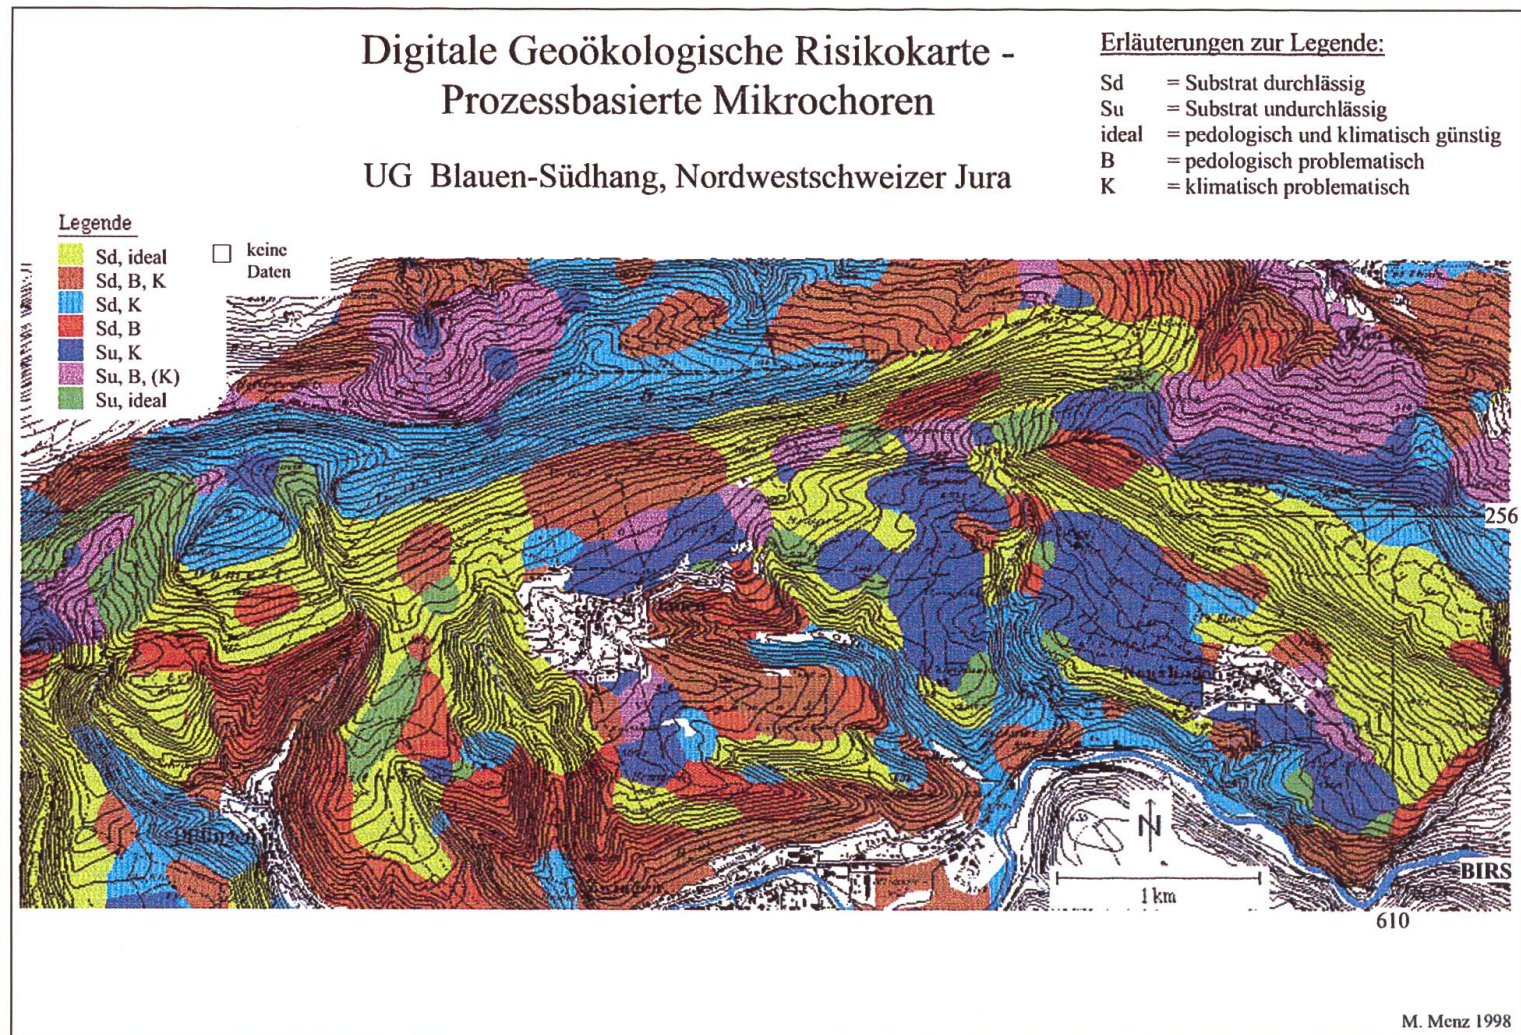 Digitale Geoökologische Risikokarte -
Prozessbasierte Mikrochoren
UG Blauen-Südhang, Nordwestschweizer Jura
Erläuterungen zur Legende:
Sd = Substrat durchlässig
Su = Substrat undurchlässig
ideal = pedologisch und klimatisch günstig
B = pedologisch problematisch
K = klimatisch problematisch
Legende
Sd, ideal
Sd, B, K
Sd, K
Sd, B
Su, K
Su, B, (K)
Su, ideal
keine
Daten
256
N
1 km
BIRS
610
M. Menz 1998